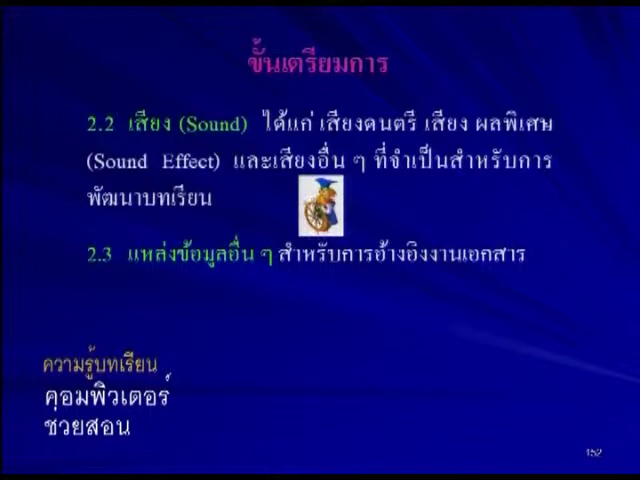 ขั้นเตรียมการ
2.2 เสียง (Sound) ได้แก่ เสียงดนตรี เสียง ผลพิเศษ
(Sound Effect) และเสียงอื่น ๆ ที่จำเป็นสำหรับการ
พัฒนาบทเรียน
2.3 แหล่งข้อมูลอื่น ๆ สำหรับการอ้างอิงงานเอกสาร
ความรู้บทเรียน
คอมพิวเตอร์
ช่วยสอน
152